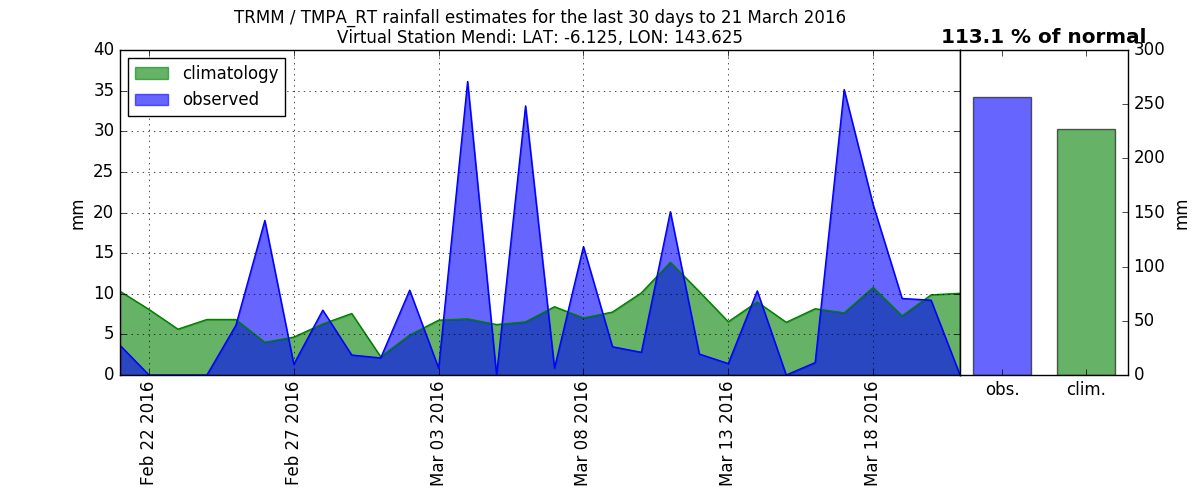 TRMM / TMPA_RT rainfall estimates for the last 30 days to 21 March 2016
Virtual Station Mendi: LAT: -6.125, LON: 143.625
113.1 % of normal
climatology
observed
40
35
30
25
20
15
10
5
0
mm
Feb 22 2016
Feb 27 2016
Mar 03 2016
Mar 08 2016
Mar 13 2016
Mar 18 2016
300
250
200
150
100
50
0
mm
obs.
clim.